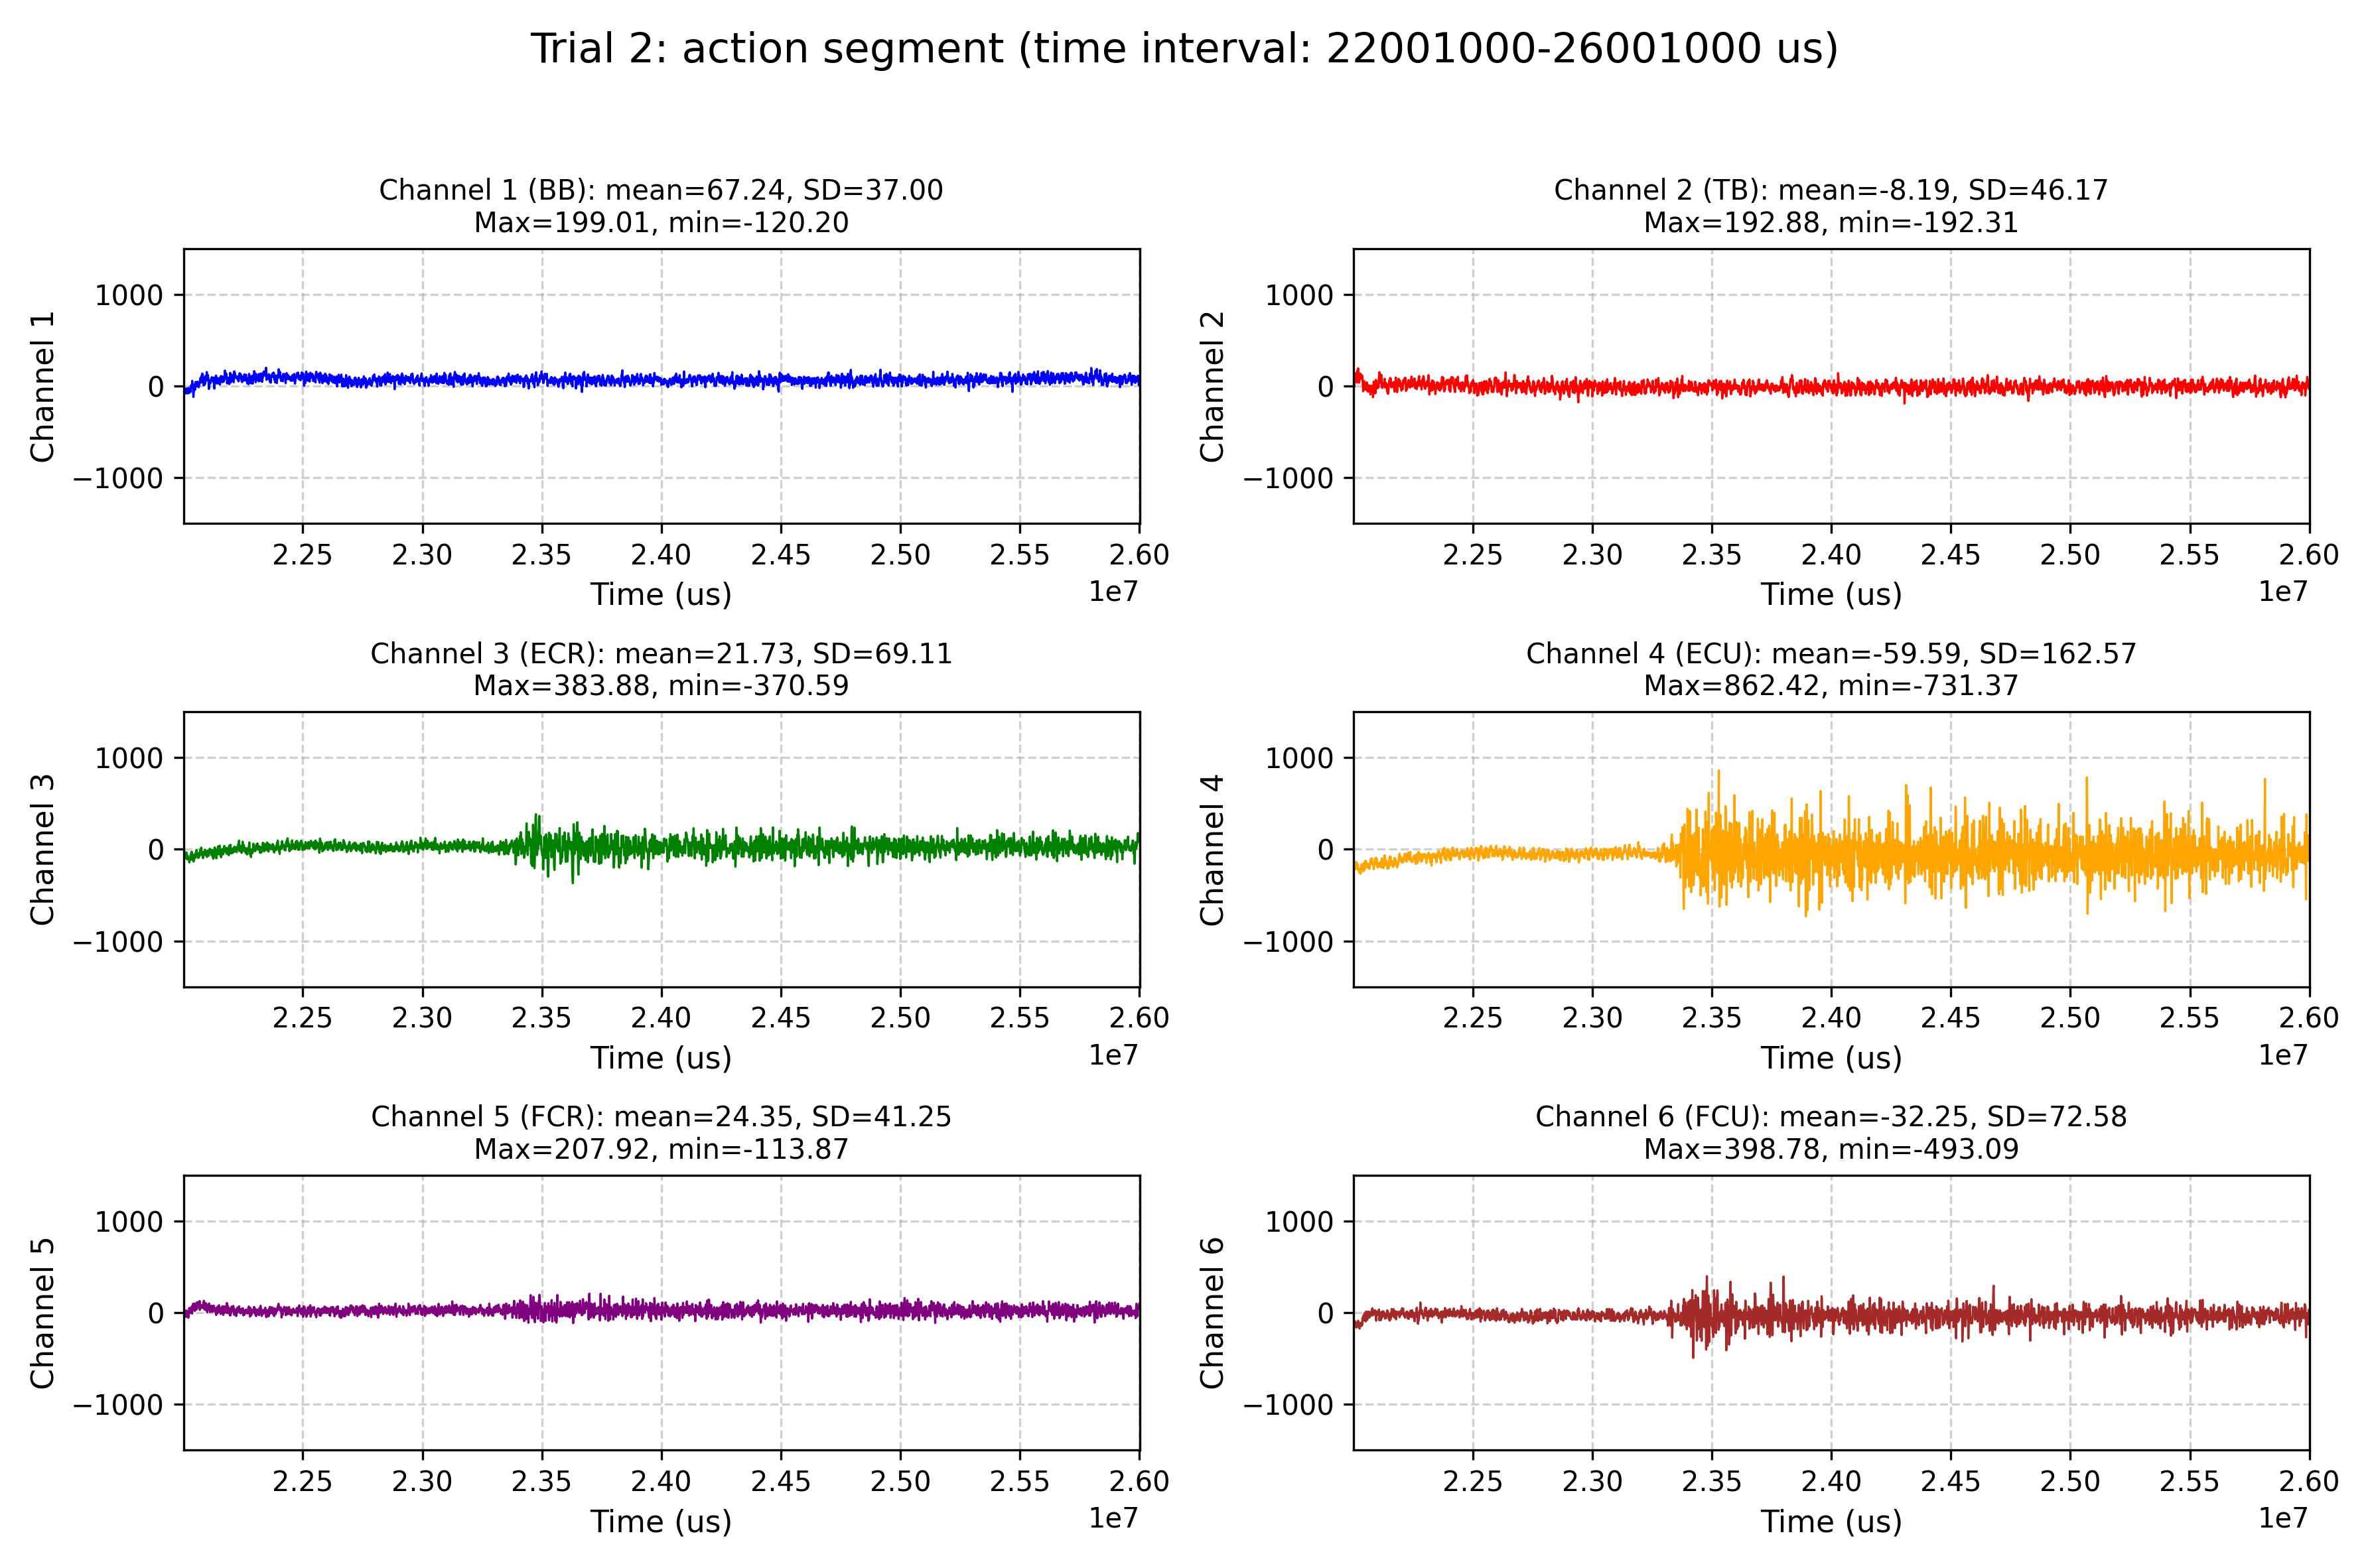 Trial 2: action segment (time interval: 22001000-26001000 us)
Channel 1 (BB): mean=67.24, SD=37.00
Max=199.01, min=-120.20
Channel 1
1000
0
−1000
2.25 2.30 2.35 2.40 2.45 2.50 2.55 2.60
Time (us)
1e7
Channel 2 (TB): mean=-8.19, SD=46.17
Max=192.88, min=-192.31
Channel 2
1000
0
−1000
2.25 2.30 2.35 2.40 2.45 2.50 2.55 2.60
Time (us)
1e7
Channel 3 (ECR): mean=21.73, SD=69.11
Max=383.88, min=-370.59
Channel 3
1000
0
−1000
2.25 2.30 2.35 2.40 2.45 2.50 2.55 2.60
Time (us)
1e7
Channel 4 (ECU): mean=-59.59, SD=162.57
Max=862.42, min=-731.37
Channel 4
1000
0
−1000
2.25 2.30 2.35 2.40 2.45 2.50 2.55 2.60
Time (us)
1e7
Channel 5 (FCR): mean=24.35, SD=41.25
Max=207.92, min=-113.87
Channel 5
1000
0
−1000
2.25 2.30 2.35 2.40 2.45 2.50 2.55 2.60
Time (us)
1e7
Channel 6 (FCU): mean=-32.25, SD=72.58
Max=398.78, min=-493.09
Channel 6
1000
0
−1000
2.25 2.30 2.35 2.40 2.45 2.50 2.55 2.60
Time (us)
1e7